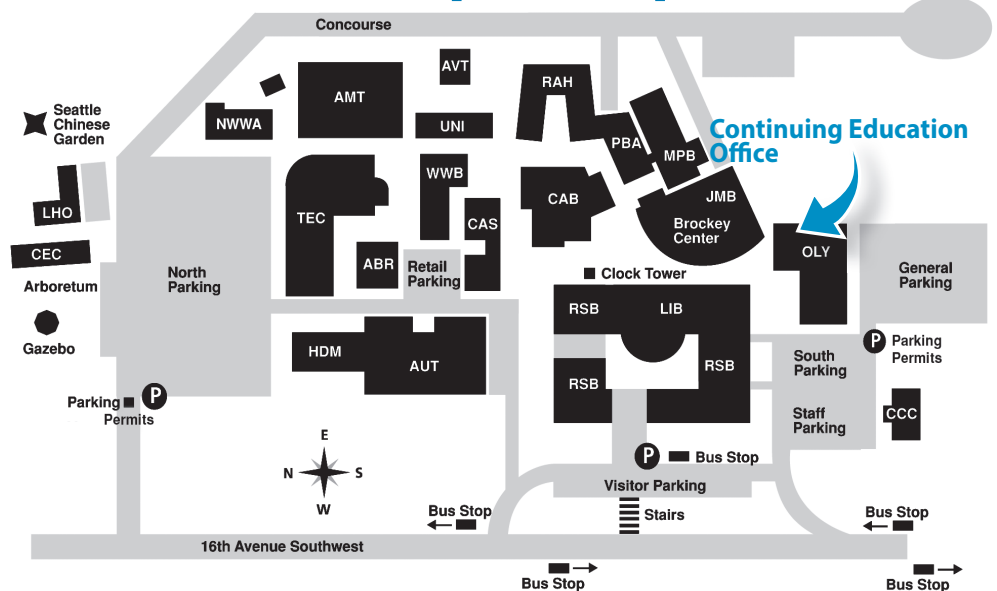 Concourse
AVT
RAH
AMT
Seattle
Chinese
Garden
NWWA
UNI
PBA
MPB
Continuing Education
Office
WWB
LHO
TEC
CAS
CAB
JMB
Brockey
Center
CEC
ABR
Retail
Parking
Clock Tower
OLY
North
Parking
General
Parking
Arboretum
RSB
LIB
Gazebo
HDM
AUT
RSB
RSB
South
Parking
P
Parking
Permits
Parking
Permits
P
Staff
Parking
CCC
E
N
S
W
P
Bus Stop
Visitor Parking
Stairs
Bus Stop
Bus Stop
16th Avenue Southwest
Bus Stop
Bus Stop